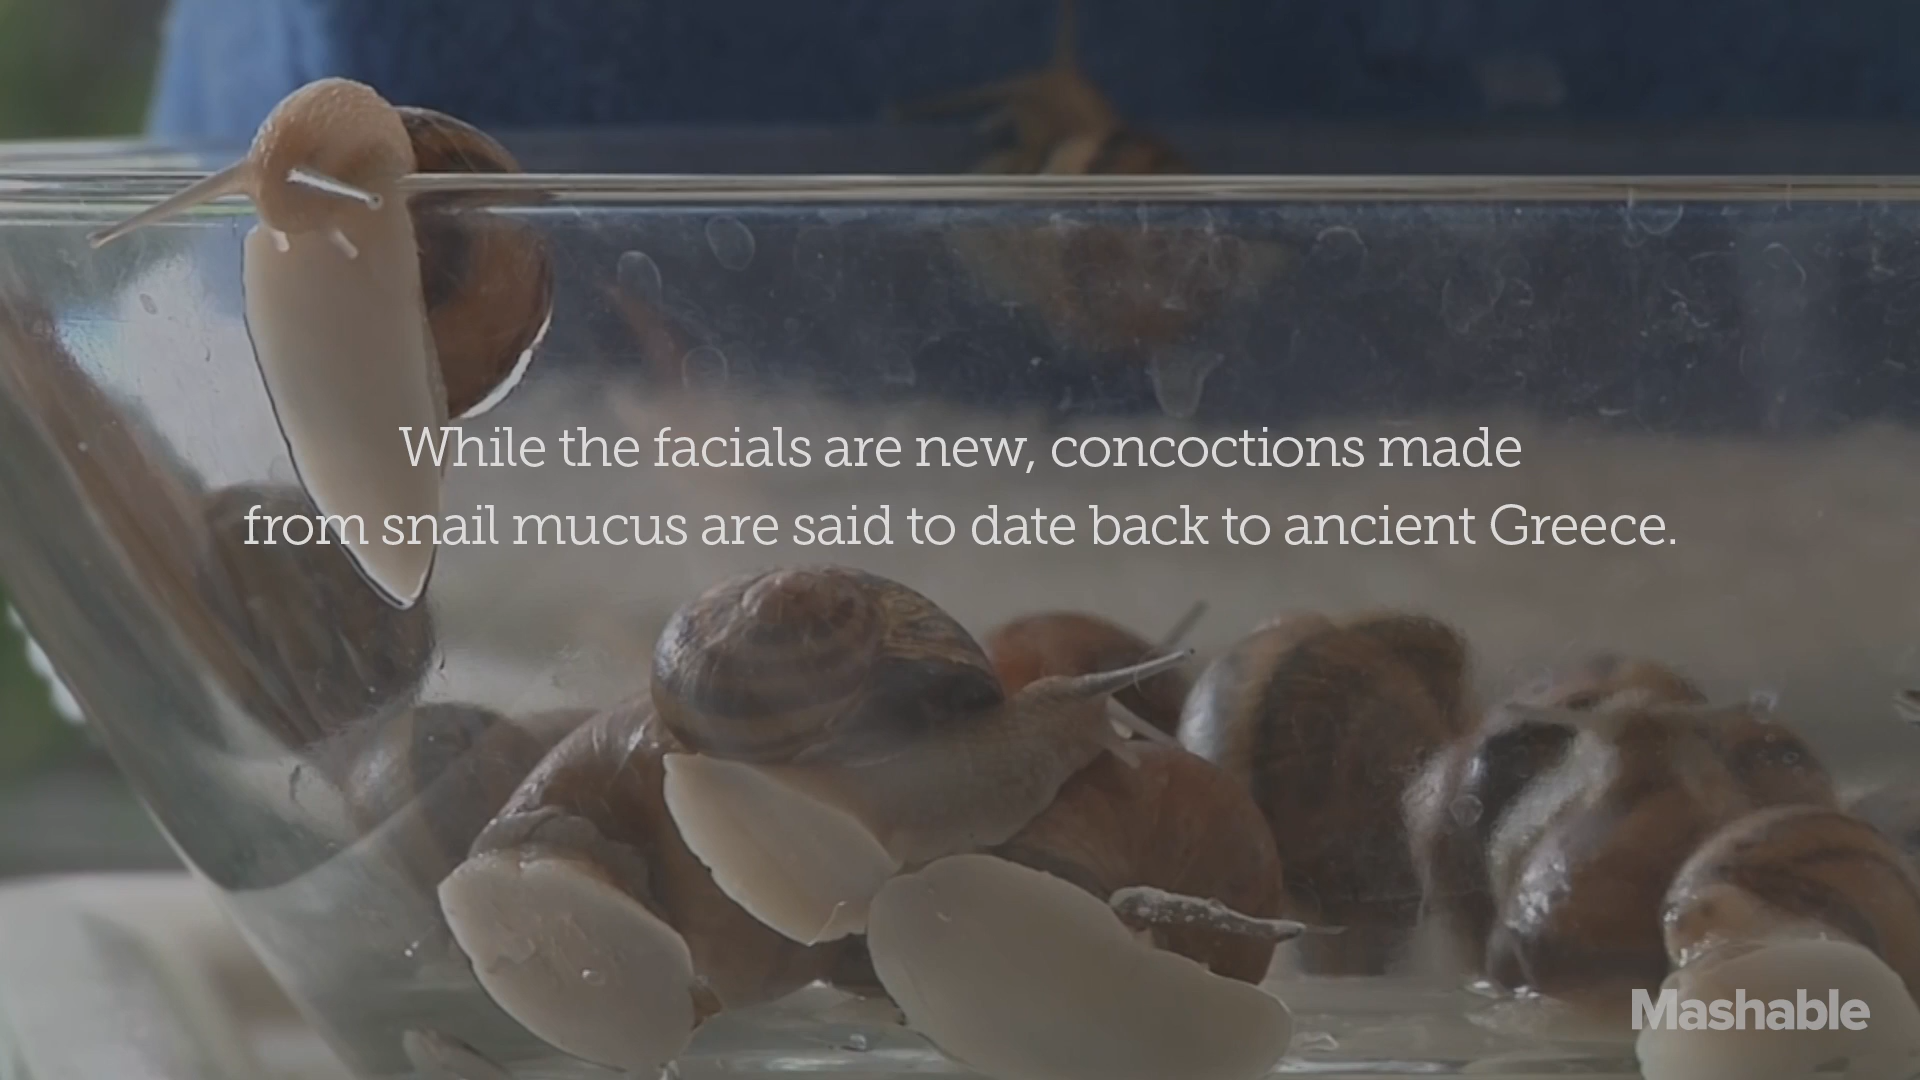 While the facials are new, concoctions made
from snail mucus are said to date back to ancient Greece.
Mashable